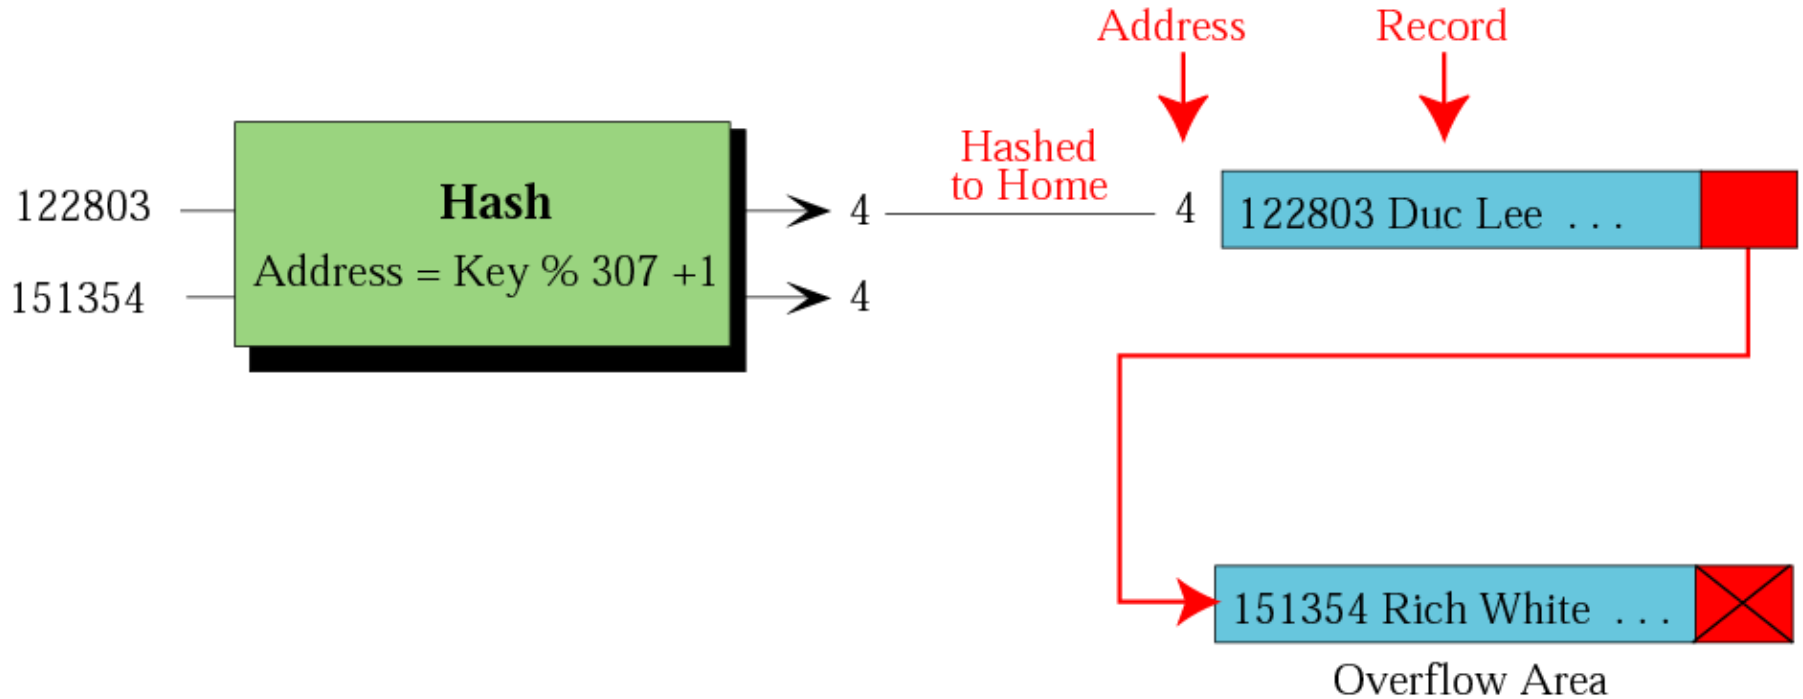 Address
Record
Hashed
to Home
122803
Hash
4
4
122803 Duc Lee ...
Address = Key % 307 +1
151354
4
151354 Rich White ...
Overflow Area